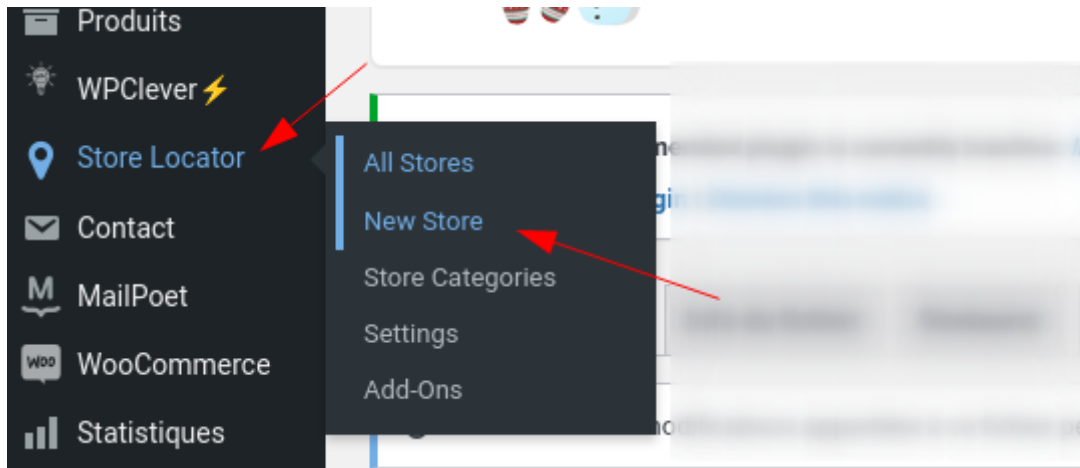 Produits
WPClever⚡
Store Locator
Contact
MailPoet
WooCommerce
Statistiques
All Stores
New Store
Store Categories
Settings
Add-Ons